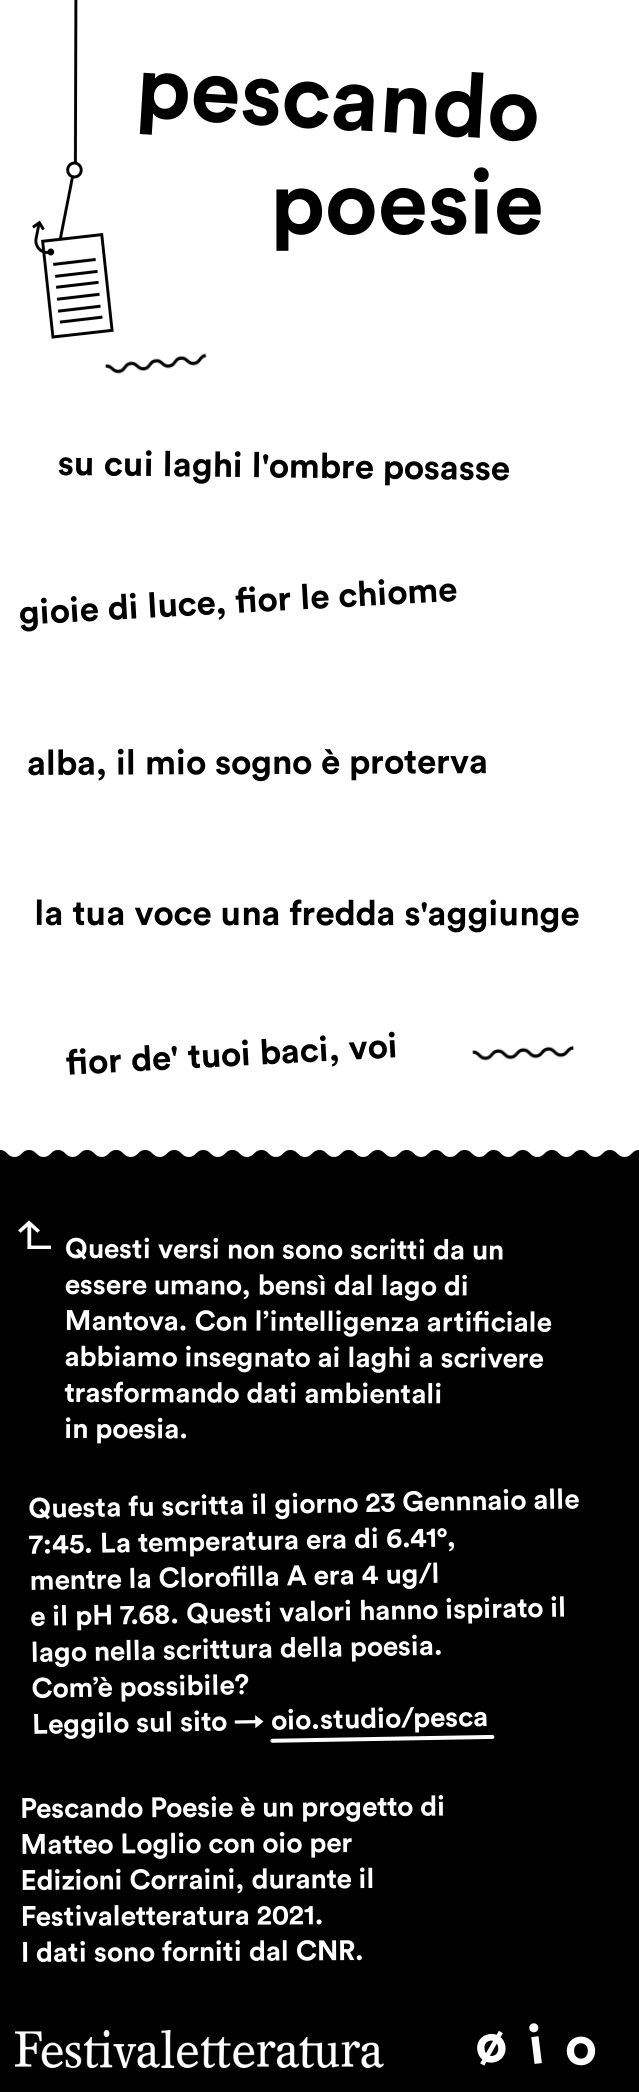 pescando
poesie
su cui laghi l'ombre posasse
gioie di luce, fior le chiome
alba, il mio sogno è proterva
la tua voce una fredda s'aggiunge
fior de' tuoi baci, voi
Questi versi non sono scritti da un
essere umano, bensì dal lago di
Mantova. Con l’intelligenza artificiale
abbiamo insegnato ai laghi a scrivere
trasformando dati ambientali
in poesia.
Questa fu scritta il giorno 23 Gennnaio alle
7:45. La temperatura era di 6.41°,
mentre la Clorofilla A era 4 ug/l
e il pH 7.68. Questi valori hanno ispirato il
lago nella scrittura della poesia.
Com’è possibile?
Leggilo sul sito → oio.studio/pesca
Pescando Poesie è un progetto di
Matteo Loglio con oio per
Edizioni Corraini, durante il
Festivaletteratura 2021.
I dati sono forniti dal CNR.
Festivaletteratura
ø i o